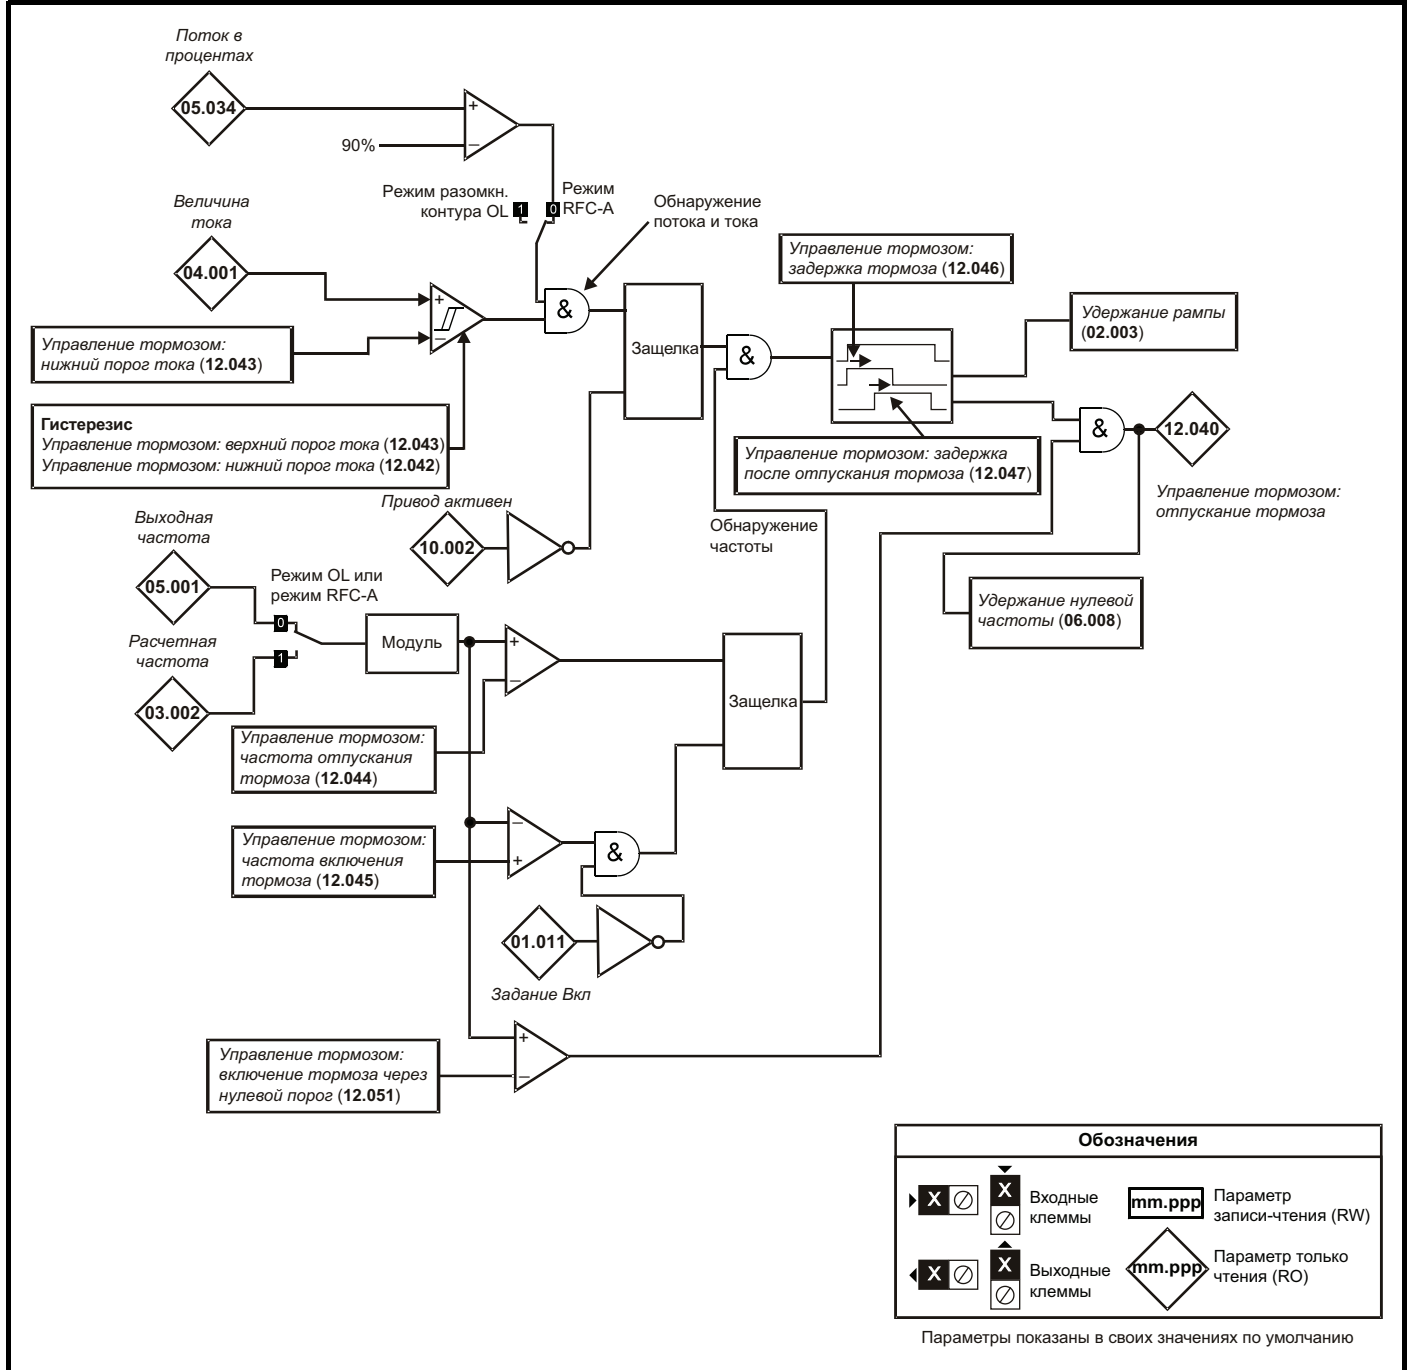 Поток в
процентах
05.034
+
90%
–
Режим разомкн.
контура OL
1
0
Режим
RFC-A
Обнаружение
потока и тока
Величина
тока
04.001
+
–
&
Управление тормозом:
нижний порог тока (12.043)
Гистерезис
Управление тормозом: верхний порог тока (12.043)
Управление тормозом: нижний порог тока (12.042)
Защелка
&
Управление тормозом:
задержка тормоза (12.046)
Управление тормозом: задержка
после отпускания тормоза (12.047)
Удержание рампы
(02.003)
&
12.040
Управление тормозом:
отпускание тормоза
Удержание нулевой
частоты (06.008)
Привод активен
10.002
Обнаружение
частоты
Выходная
частота
05.001
Режим OL или
режим RFC-A
0
1
Расчетная
частота
03.002
Модуль
+
–
Защелка
Управление тормозом:
частота отпускания
тормоза (12.044)
Управление тормозом:
частота включения
тормоза (12.045)
–
+
&
01.011
Задание Вкл
Управление тормозом:
включение тормоза через
нулевой порог (12.051)
+
–
Обозначения
X
X
Входные
клеммы
mm.ppp
Параметр
записи-чтения (RW)
X
X
Выходные
клеммы
mm.ppp
Параметр только
чтения (RO)
Параметры показаны в своих значениях по умолчанию